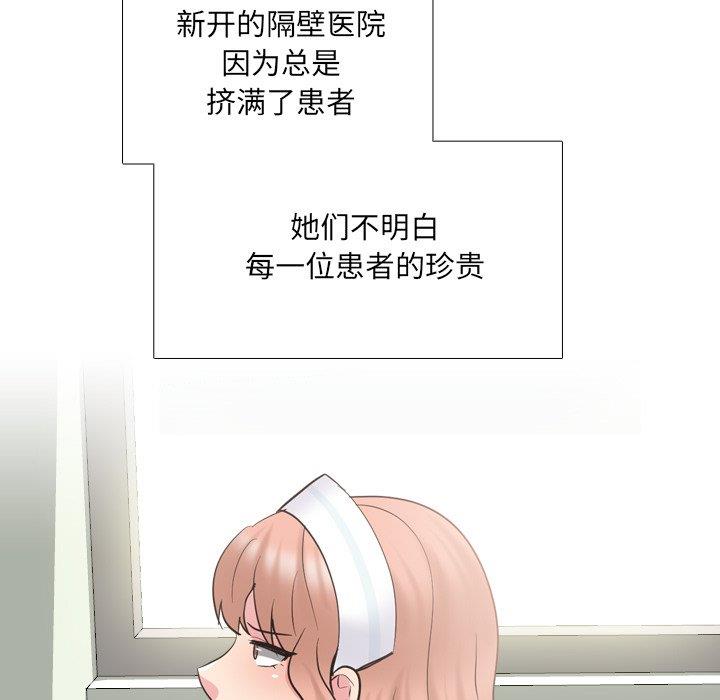 新开的隔壁医院
因为总是
挤满了患者
她们不明白
每一位患者的珍贵